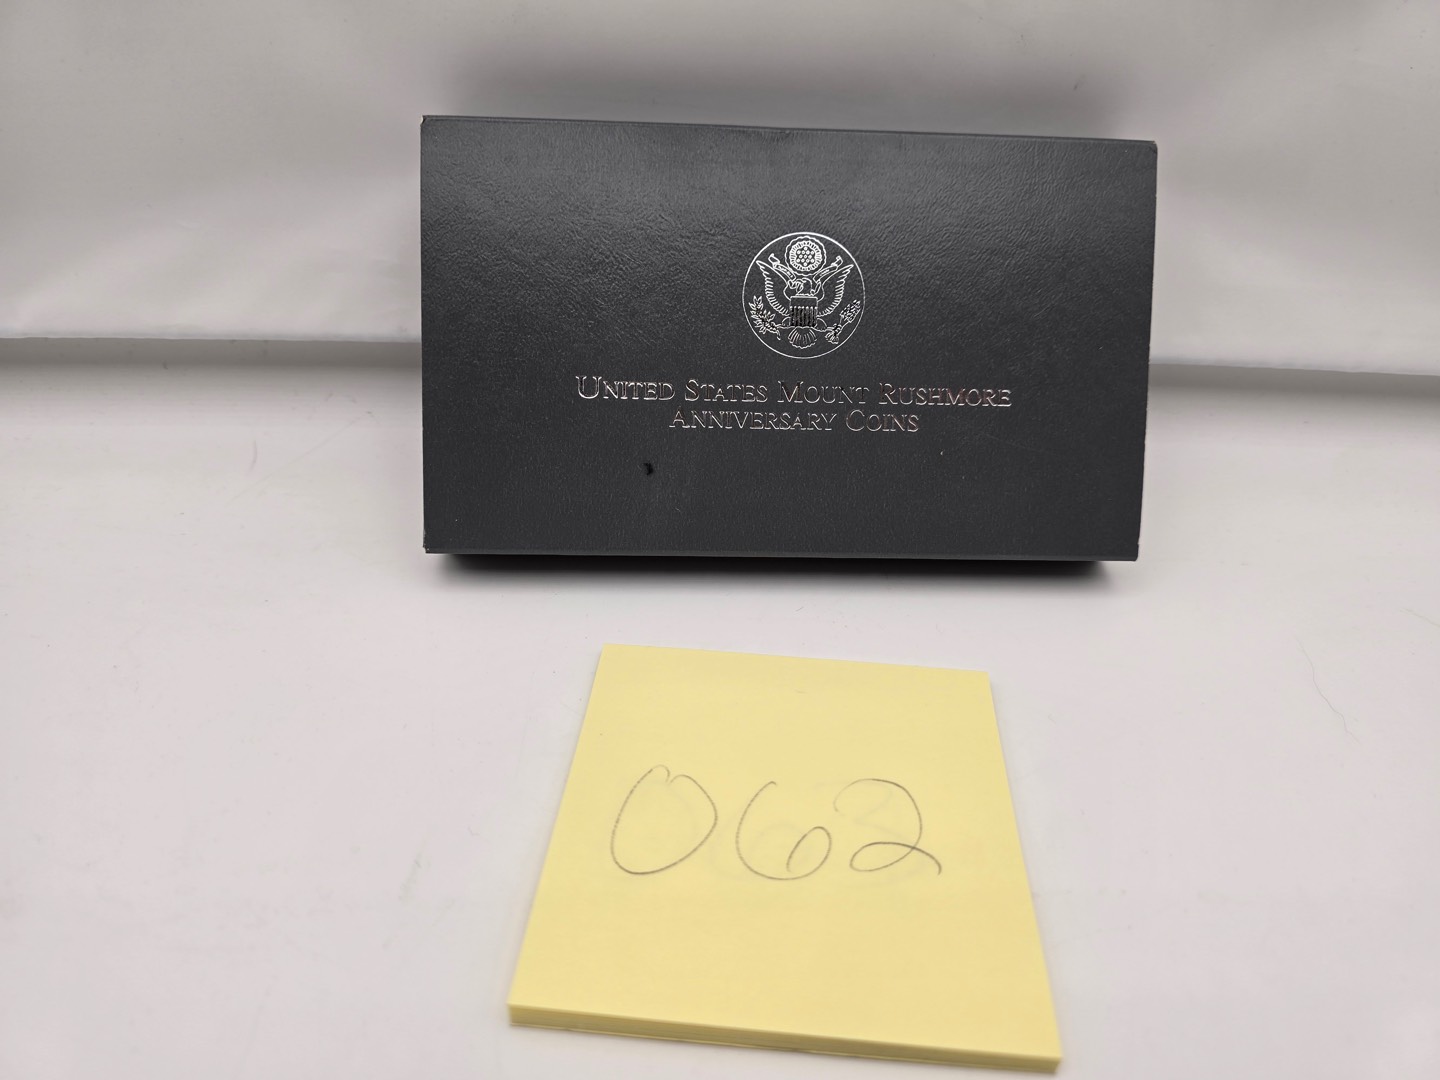 United States Mount Rushmore
Anniversary Coins
062